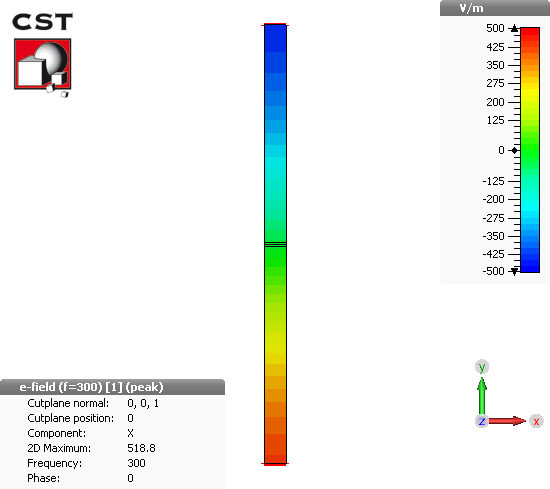 CST
V/m
500
425
350
275
200
125
0
-125
-200
-275
-350
-425
-500
e-field (f=300) [1] (peak)
Cutplane normal: 0, 0, 1
Cutplane position: 0
Component: X
2D Maximum: 518.8
Frequency: 300
Phase: 0
y
z x